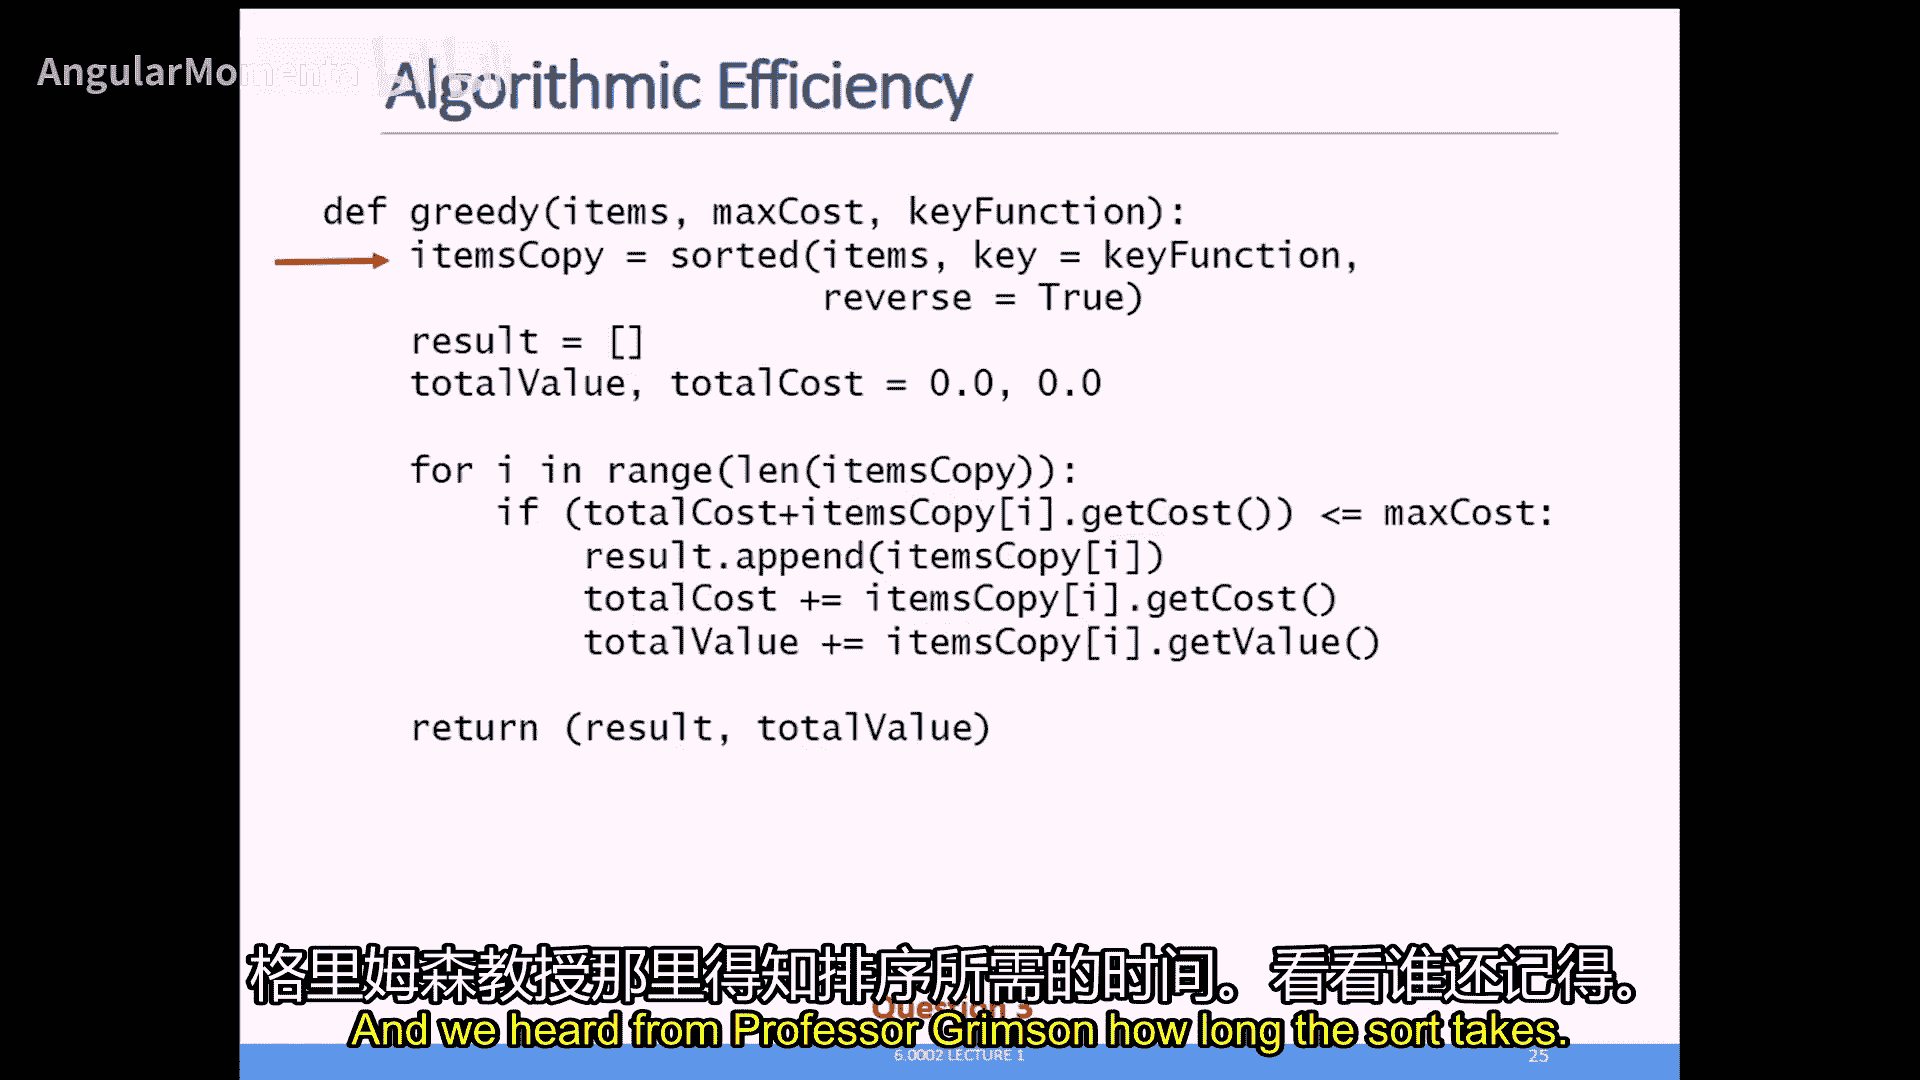 AngularMomenta
Algorithmic Efficiency
def greedy(items, maxCost, keyFunction):
itemsCopy = sorted(items, key = keyFunction,
reverse = True)
result = []
totalValue, totalCost = 0.0, 0.0
for i in range(len(itemsCopy)):
if (totalCost+itemsCopy[i].getCost()) <= maxCost:
result.append(itemsCopy[i])
totalCost += itemsCopy[i].getCost()
totalValue += itemsCopy[i].getValue()
return (result, totalValue)
格里姆森教授那里得知排序所需的时间。看看谁还记得。
Question 3
And we heard from Professor Grimson how long the sort takes.
6.0002 LECTURE 1
25